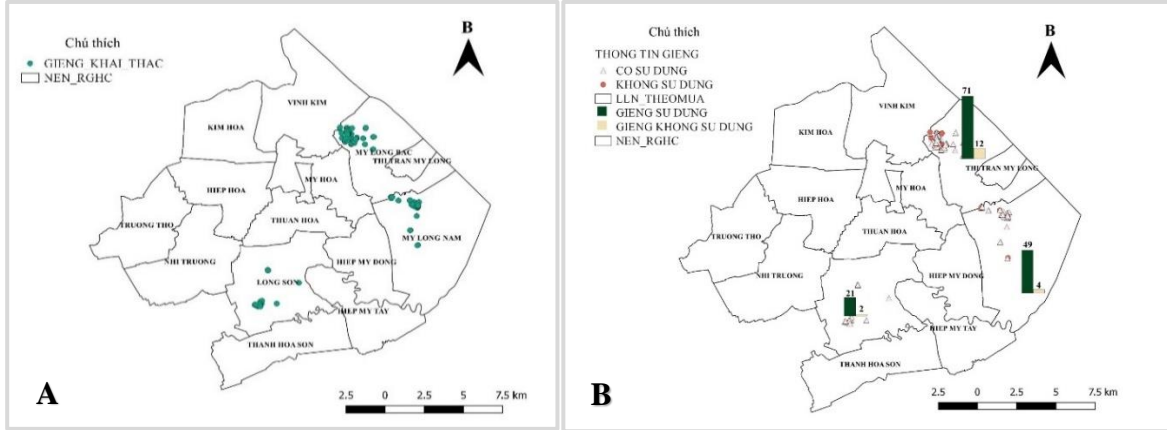 Chú thích
GIENG_KHAI_THAC
NEN_RGHC
B
VINH KIM
KIM HOA
MY LONG BAC
THI TRAN MY LONG
MY HOA
HIEP HOA
TRUONG THO
THUAN HOA
MY LONG NAM
NHI TRUONG
HIEP MY DONG
LONG SON
HIEP MY TAY
THANH HOA SON
A
2.5 0 2.5 5 7.5 km
Chú thích
THONG TIN GIENG
CO SU DUNG
KHONG SU DUNG
LLN_THEOMUA
GIENG SU DUNG
GIENG KHONG SU DUNG
NEN_RGHC
B
71
VINH KIM
12
KIM HOA
THI TRAN MY LONG
MY HOA
HIEP HOA
TRUONG THO
THUAN HOA
49
NHI TRUONG
HIEP MY DONG
4
21
2
HIEP MY TAY
THANH HOA SON
B
2.5 0 2.5 5 7.5 km